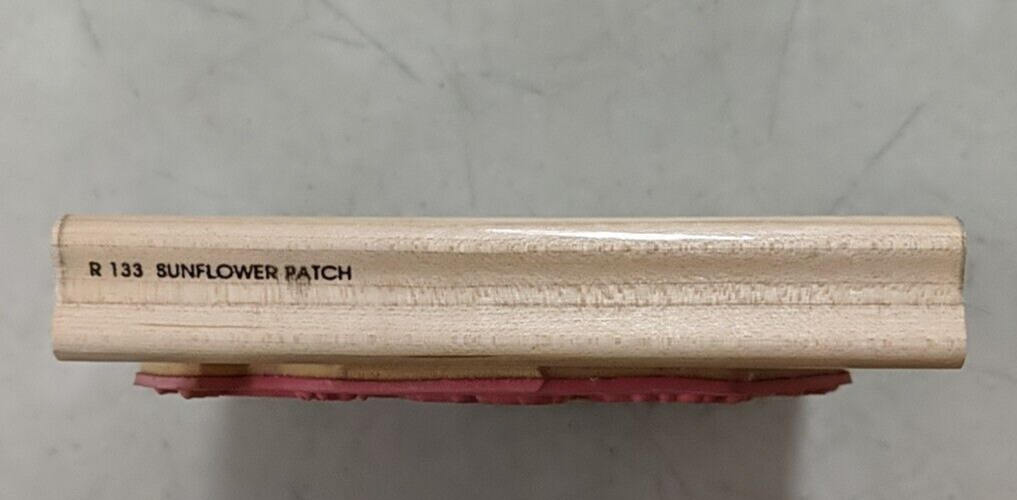 R 133 SUNFLOWER PATCH